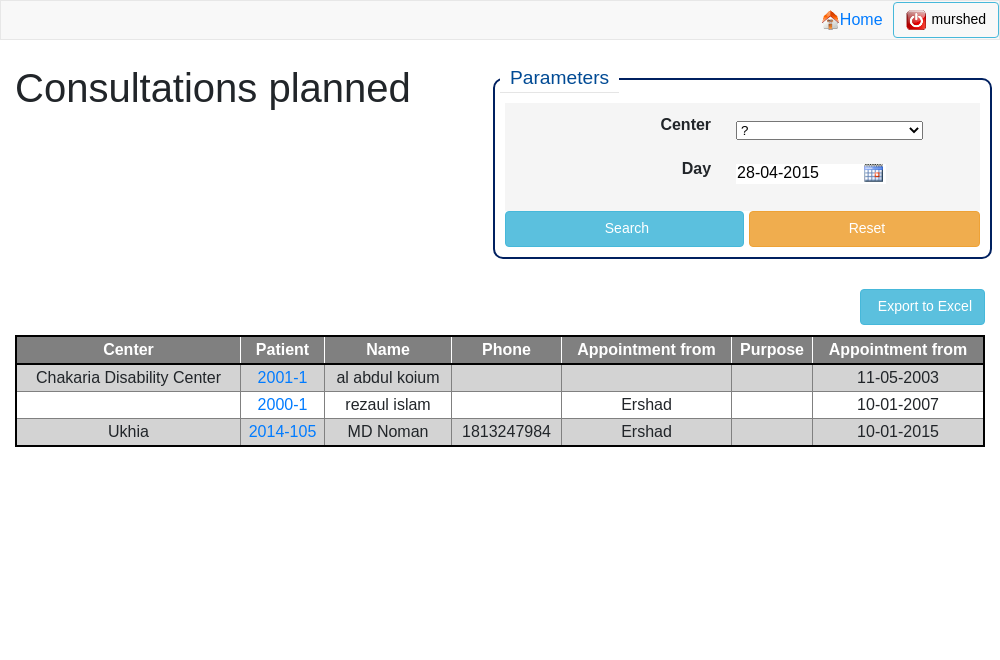 Home murshed
Consultations planned
Parameters
Center ?
Day 28-04-2015
Search Reset
Export to Excel
Center Patient Name Phone Appointment from Purpose Appointment from
Chakaria Disability Center 2001-1 al abdul koium 11-05-2003
2000-1 rezaul islam Ershad 10-01-2007
Ukhia 2014-105 MD Noman 1813247984 Ershad 10-01-2015